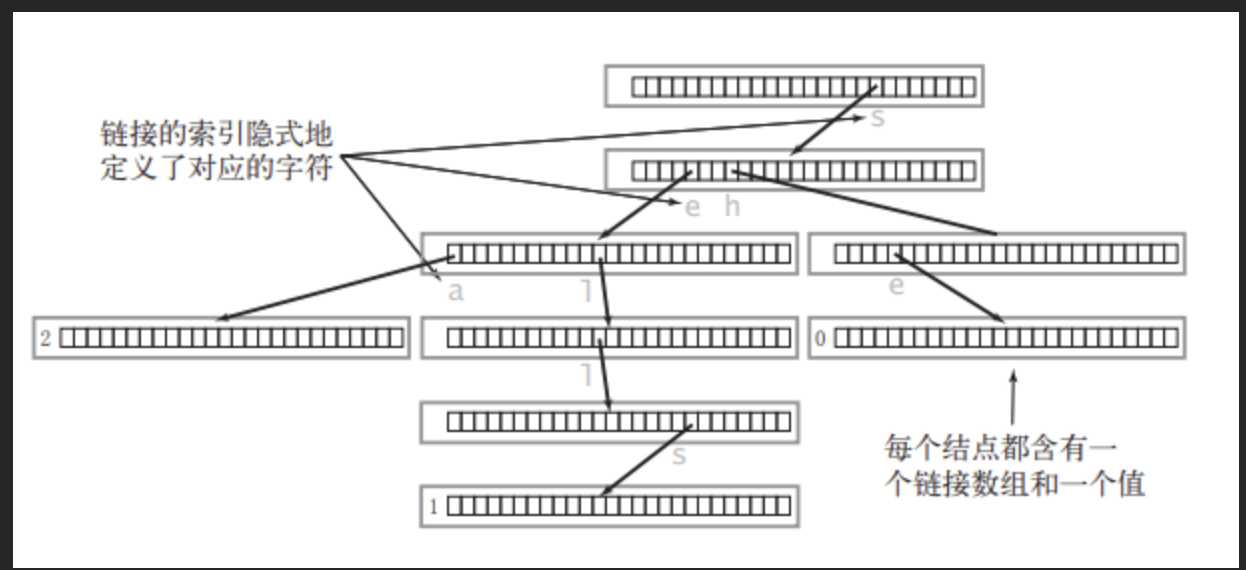 链接的索引隐式地
定义了对应的字符
s
e h
a
l
e
2
0
l
s
每个结点都含有一
个链接数组和一个值
1